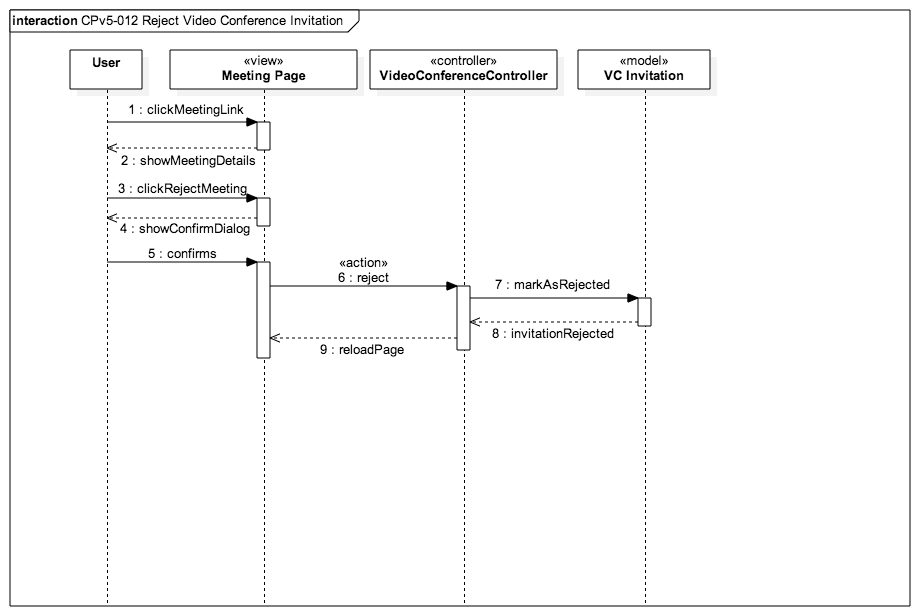 interaction CPv5-012 Reject Video Conference Invitation
User
«view»
Meeting Page
«controller»
VideoConferenceController
«model»
VC Invitation
1 : clickMeetingLink
2 : showMeetingDetails
3 : clickRejectMeeting
4 : showConfirmDialog
5 : confirms
«action»
6 : reject
7 : markAsRejected
8 : invitationRejected
9 : reloadPage